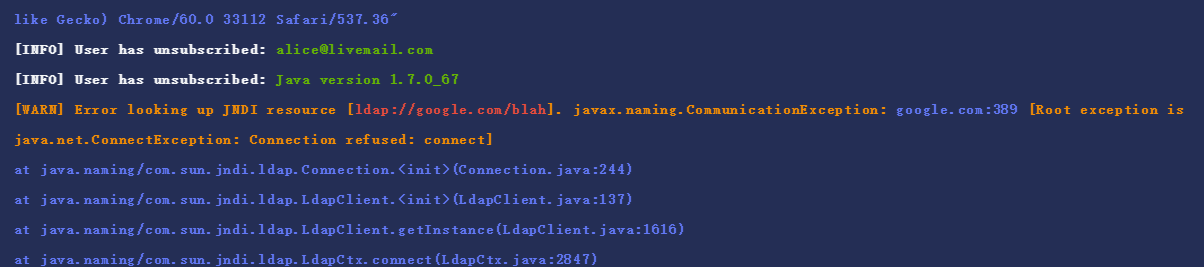 like Gecko) Chrome/60.0 33112 Safari/537.36"
[INFO] User has unsubscribed: alice@livemail.com
[INFO] User has unsubscribed: Java version 1.7.0_67
[WARN] Error looking up JNDI resource [ldap://google.com/blah]. javax.naming.CommunicationException: google.com:389 [Root exception is
java.net.ConnectException: Connection refused: connect]
at java.naming/com.sun.jndi.ldap.Connection.<init>(Connection.java:244)
at java.naming/com.sun.jndi.ldap.LdapClient.<init>(LdapClient.java:137)
at java.naming/com.sun.jndi.ldap.LdapClient.getInstance(LdapClient.java:1616)
at java.naming/com.sun.jndi.ldap.LdapCtx.connect(LdapCtx.java:2847)